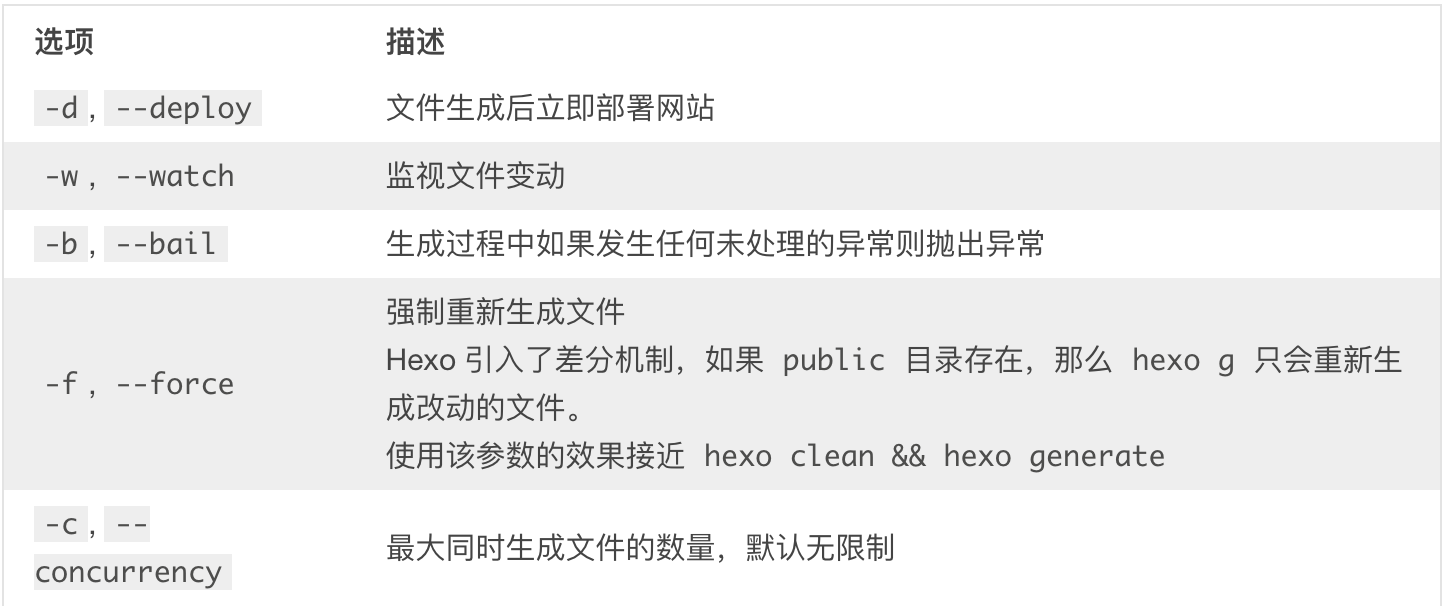 选项 描述
-d, --deploy 文件生成后立即部署网站
-w, --watch 监视文件变动
-b, --bail 生成过程中如果发生任何未处理的异常则抛出异常
强制重新生成文件
Hexo 引入了差分机制，如果 public 目录存在，那么 hexo g 只会重新生
-f, --force
成改动的文件。
使用该参数的效果接近 hexo clean && hexo generate
-c, --
concurrency
最大同时生成文件的数量，默认无限制